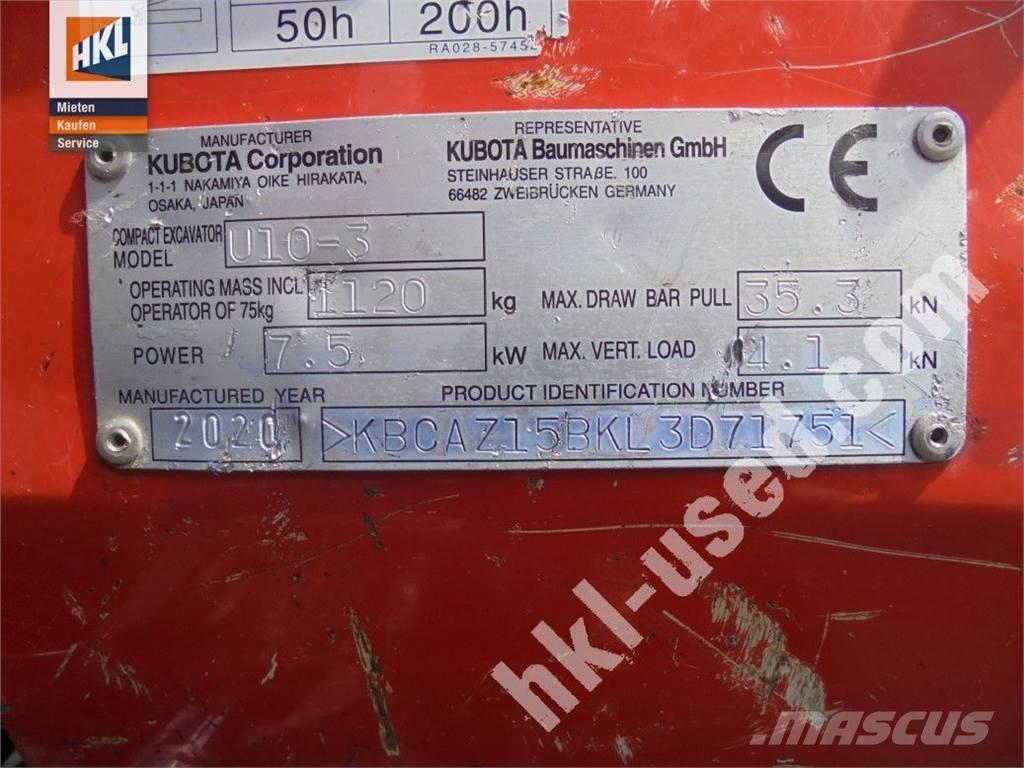 50h 200h
RA028-5745
HKL
Mieten
Kaufen
Service
MANUFACTURER
KUBOTA Corporation
1-1-1 NAKAMIYA OIKE HIRAKATA,
OSAKA, JAPAN
REPRESENTATIVE
KUBOTA Baumaschinen GmbH
STEINHAUSER STRAßE. 100
66482 ZWEIBRÜCKEN GERMANY
CE
COMPACT EXCAVATOR
MODEL U10-3
OPERATING MASS INCL
OPERATOR OF 75kg 1120 kg
MAX. DRAW BAR PULL 35.3 kN
POWER 7.5 kW
MAX. VERT. LOAD 4.1 kN
MANUFACTURED YEAR
2020
PRODUCT IDENTIFICATION NUMBER
>KBCAZ15BKL3D71751<
hkl-used.com
MASCUS